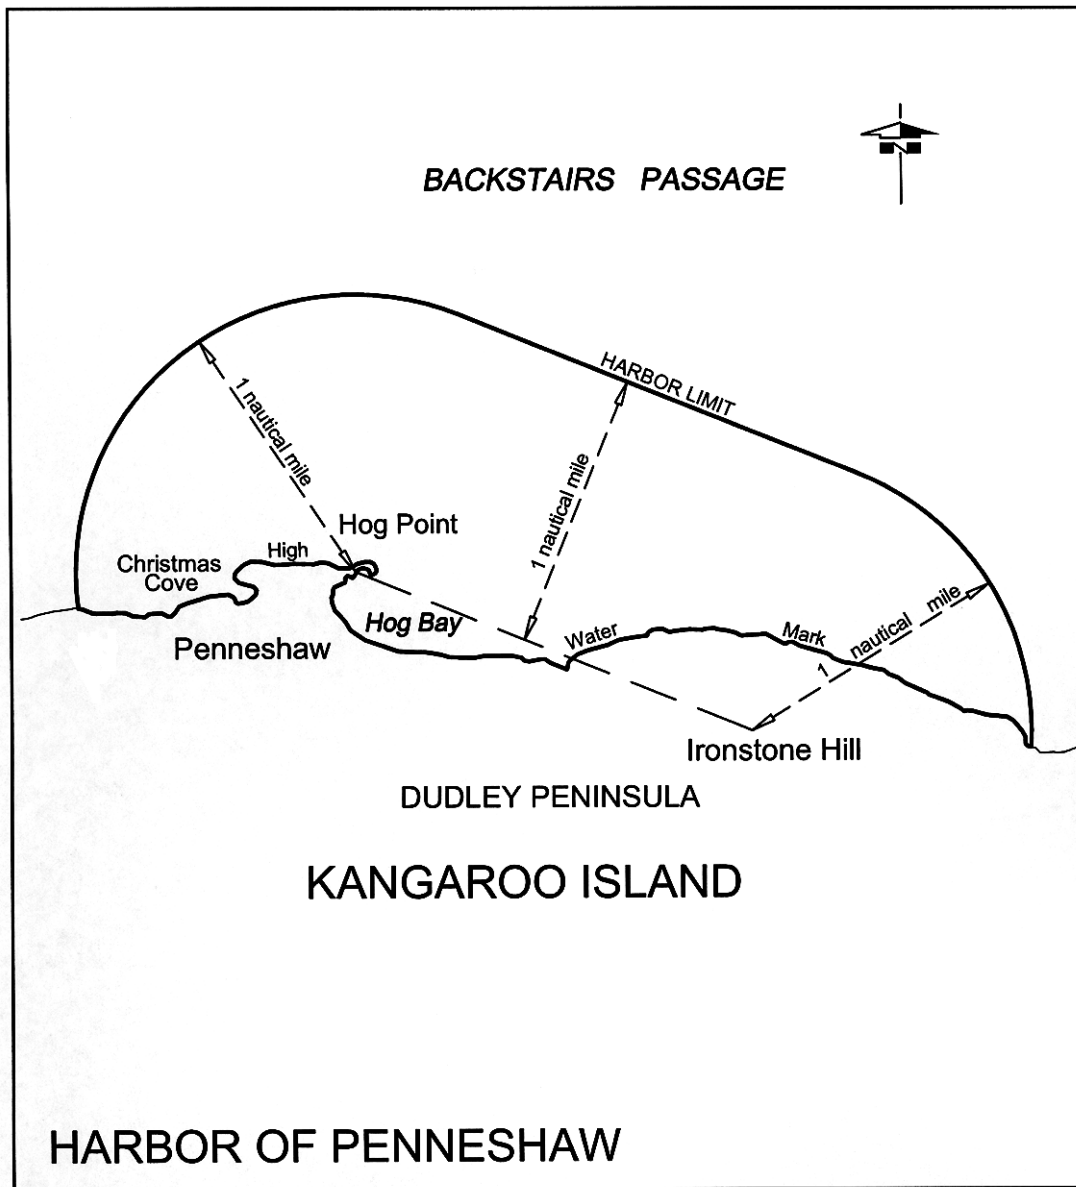 N
BACKSTAIRS PASSAGE
HARBOR LIMIT
1 nautical mile
1 nautical mile
Hog Point
High
Christmas
Cove
Hog Bay
Water
Mark
1 nautical mile
Penneshaw
Ironstone Hill
DUDLEY PENINSULA
KANGAROO ISLAND
HARBOR OF PENNESHAW